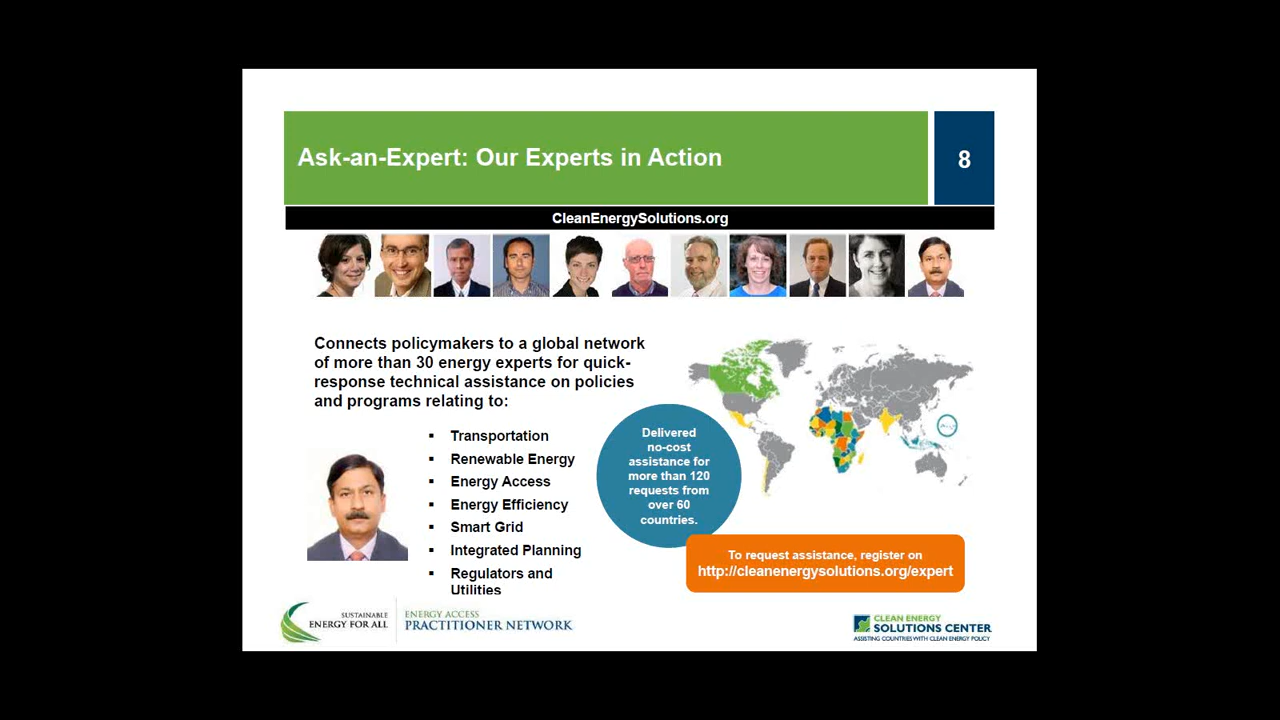 Ask-an-Expert: Our Experts in Action
8
CleanEnergySolutions.org
Connects policymakers to a global network
of more than 30 energy experts for quick-
response technical assistance on policies
and programs relating to:
▪ Transportation
▪ Renewable Energy
▪ Energy Access
▪ Energy Efficiency
▪ Smart Grid
▪ Integrated Planning
▪ Regulators and
Utilities
Delivered
no-cost
assistance for
more than 120
requests from
over 60
countries.
To request assistance, register on
http://cleanenergysolutions.org/expert
SUSTAINABLE
ENERGY FOR ALL
ENERGY ACCESS
PRACTITIONER NETWORK
CLEAN ENERGY
SOLUTIONS CENTER
ASSISTING COUNTRIES WITH CLEAN ENERGY POLICY